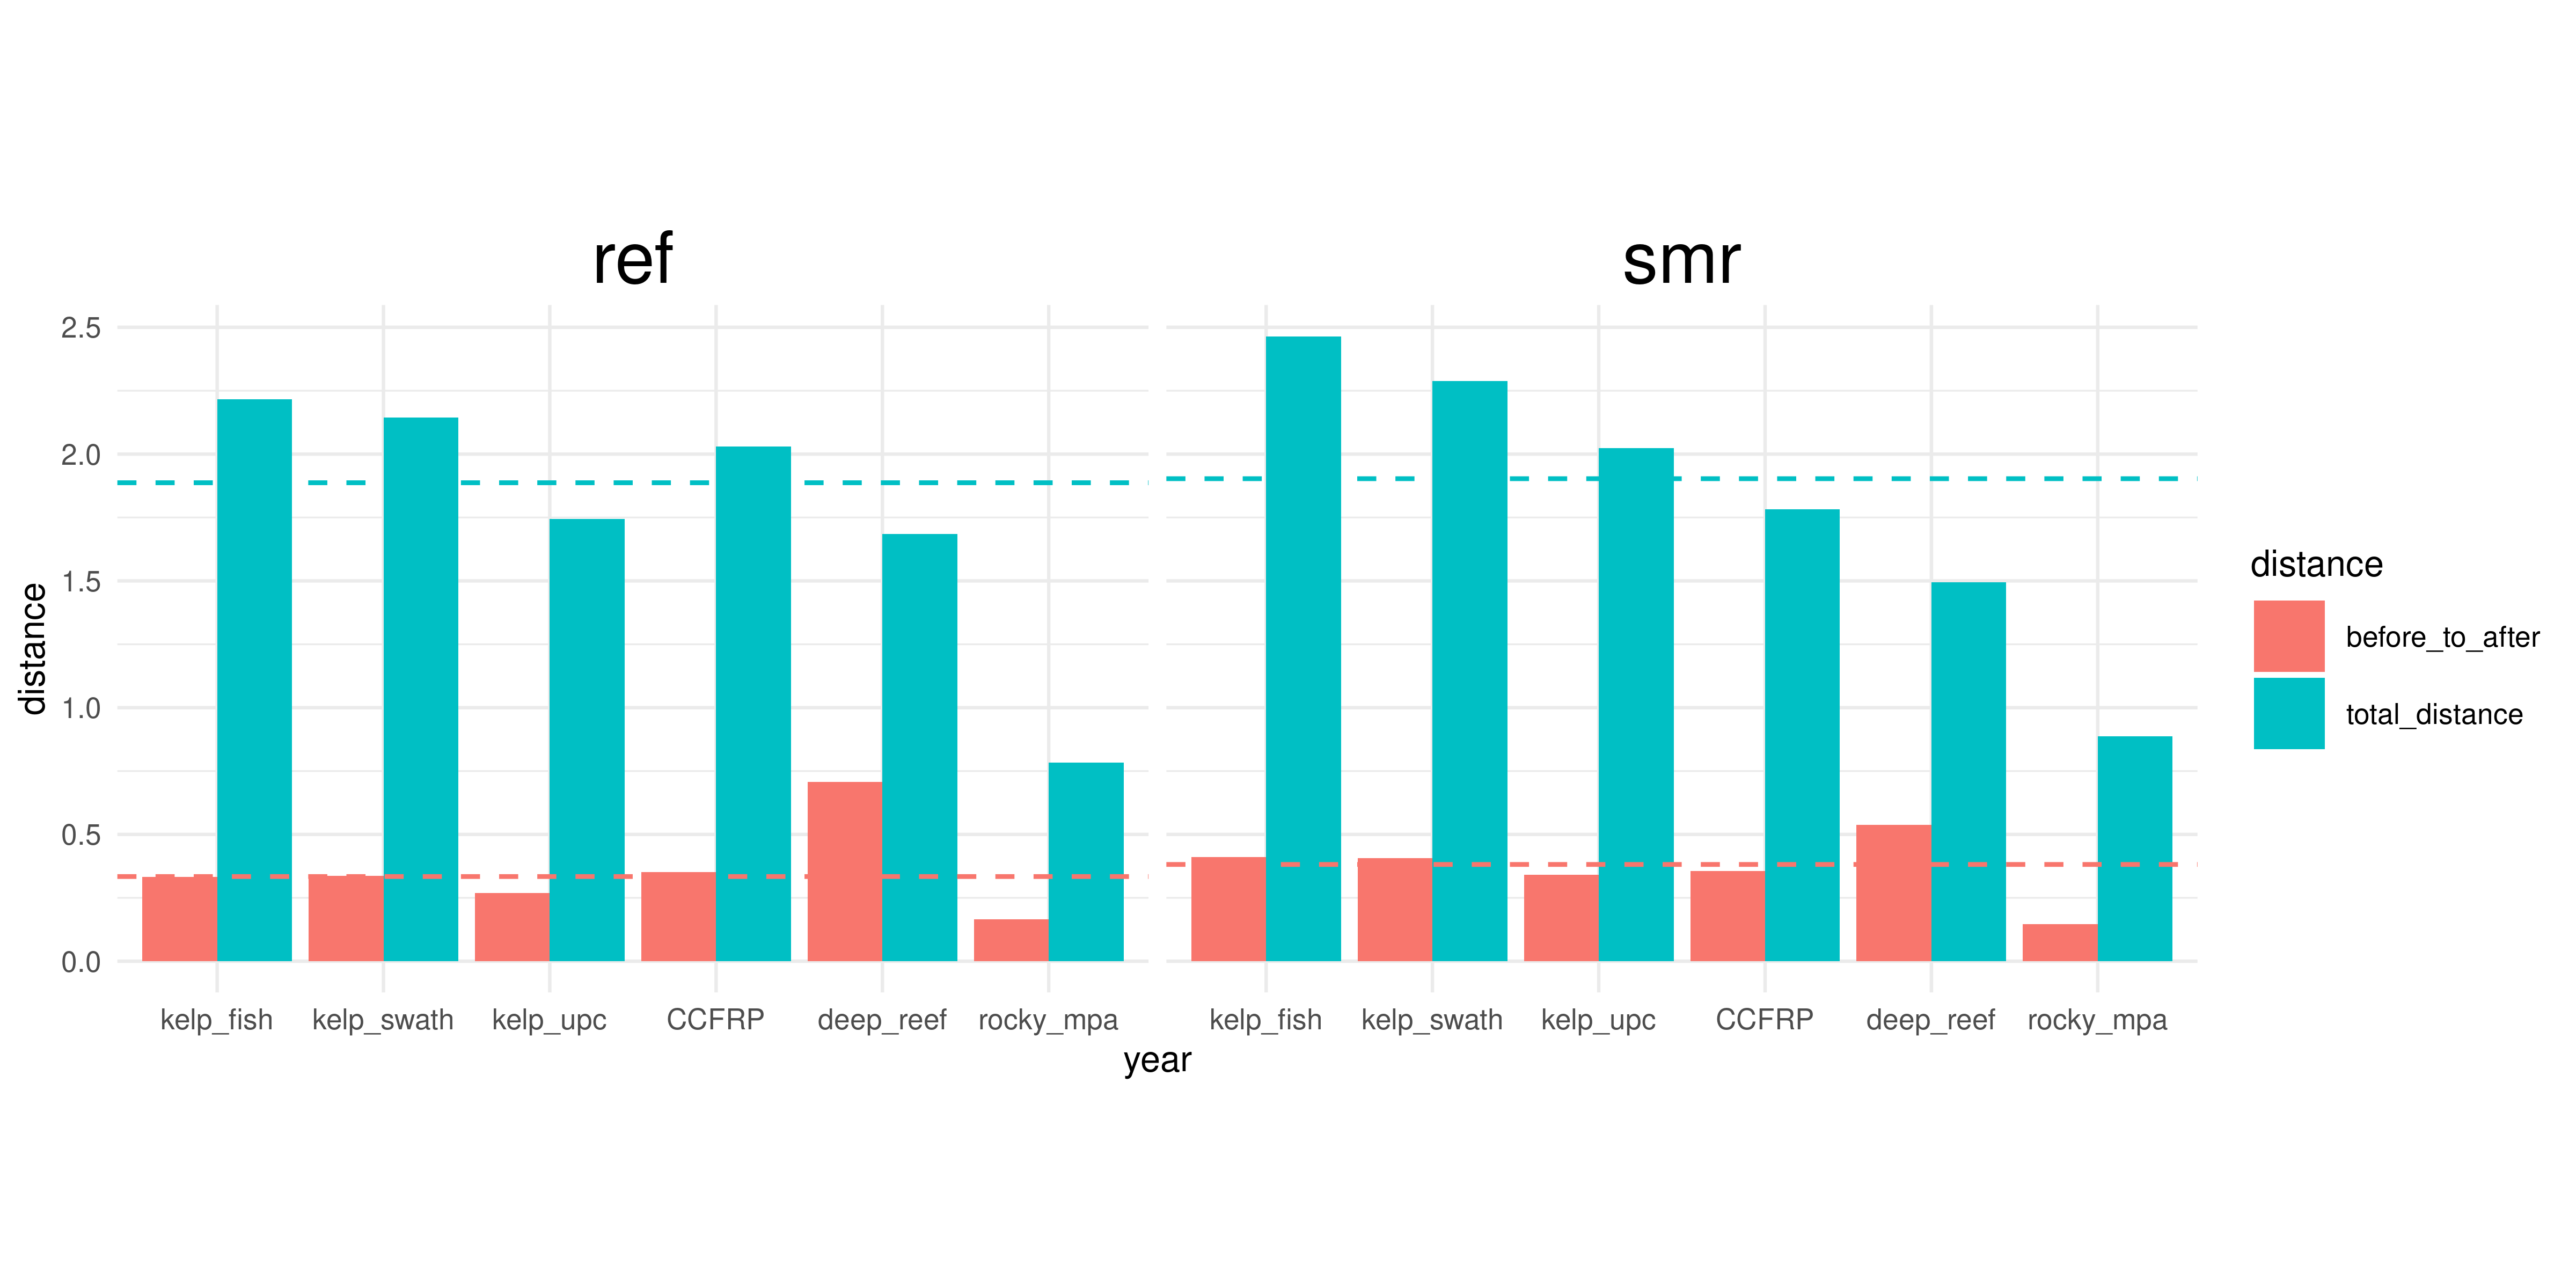 ref
smr
2.5
2.0
1.5
1.0
0.5
0.0
distance
kelp_fish kelp_swath kelp_upc CCFRP deep_reef rocky_mpa
kelp_fish kelp_swath kelp_upc CCFRP deep_reef rocky_mpa
year
distance
before_to_after
total_distance